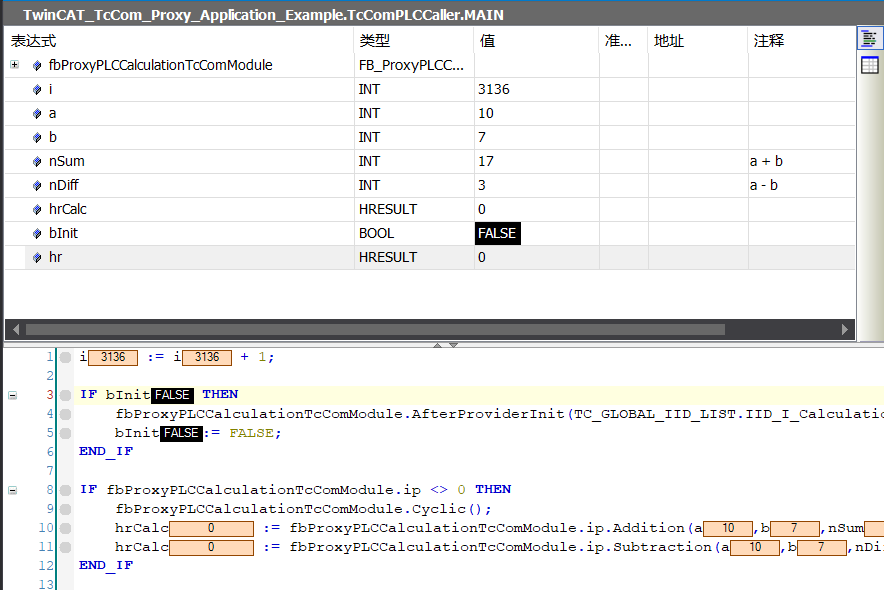 TwinCAT_TcCom_Proxy_Application_Example.TcComPLCCaller.MAIN
表达式 类型 值 准... 地址 注释
fbProxyPLCCalculationTcComModule FB_ProxyPLCC...
i INT 3136
a INT 10
b INT 7
nSum INT 17 a + b
nDiff INT 3 a - b
hrCalc HRESULT 0
bInit BOOL FALSE
hr HRESULT 0
1 i 3136 := i 3136 + 1;
2
3 IF bInit FALSE THEN
4 fbProxyPLCCalculationTcComModule.AfterProviderInit(TC_GLOBAL_IID_LIST.IID_I_Calculatio
5 bInit FALSE := FALSE;
6 END_IF
7
8 IF fbProxyPLCCalculationTcComModule.ip <> 0 THEN
9 fbProxyPLCCalculationTcComModule.Cyclic();
10 hrCalc 0 := fbProxyPLCCalculationTcComModule.ip.Addition(a 10 ,b 7 ,nSum
11 hrCalc 0 := fbProxyPLCCalculationTcComModule.ip.Subtraction(a 10 ,b 7 ,nDi
12 END_IF
13